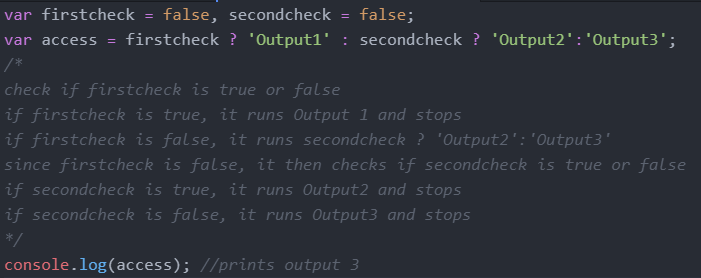 var firstcheck = false, secondcheck = false;
var access = firstcheck ? 'Output1' : secondcheck ? 'Output2':'Output3';
/*
check if firstcheck is true or false
if firstcheck is true, it runs Output 1 and stops
if firstcheck is false, it runs secondcheck ? 'Output2':'Output3'
since firstcheck is false, it then checks if secondcheck is true or false
if secondcheck is true, it runs Output2 and stops
if secondcheck is false, it runs Output3 and stops
*/
console.log(access); //prints output 3